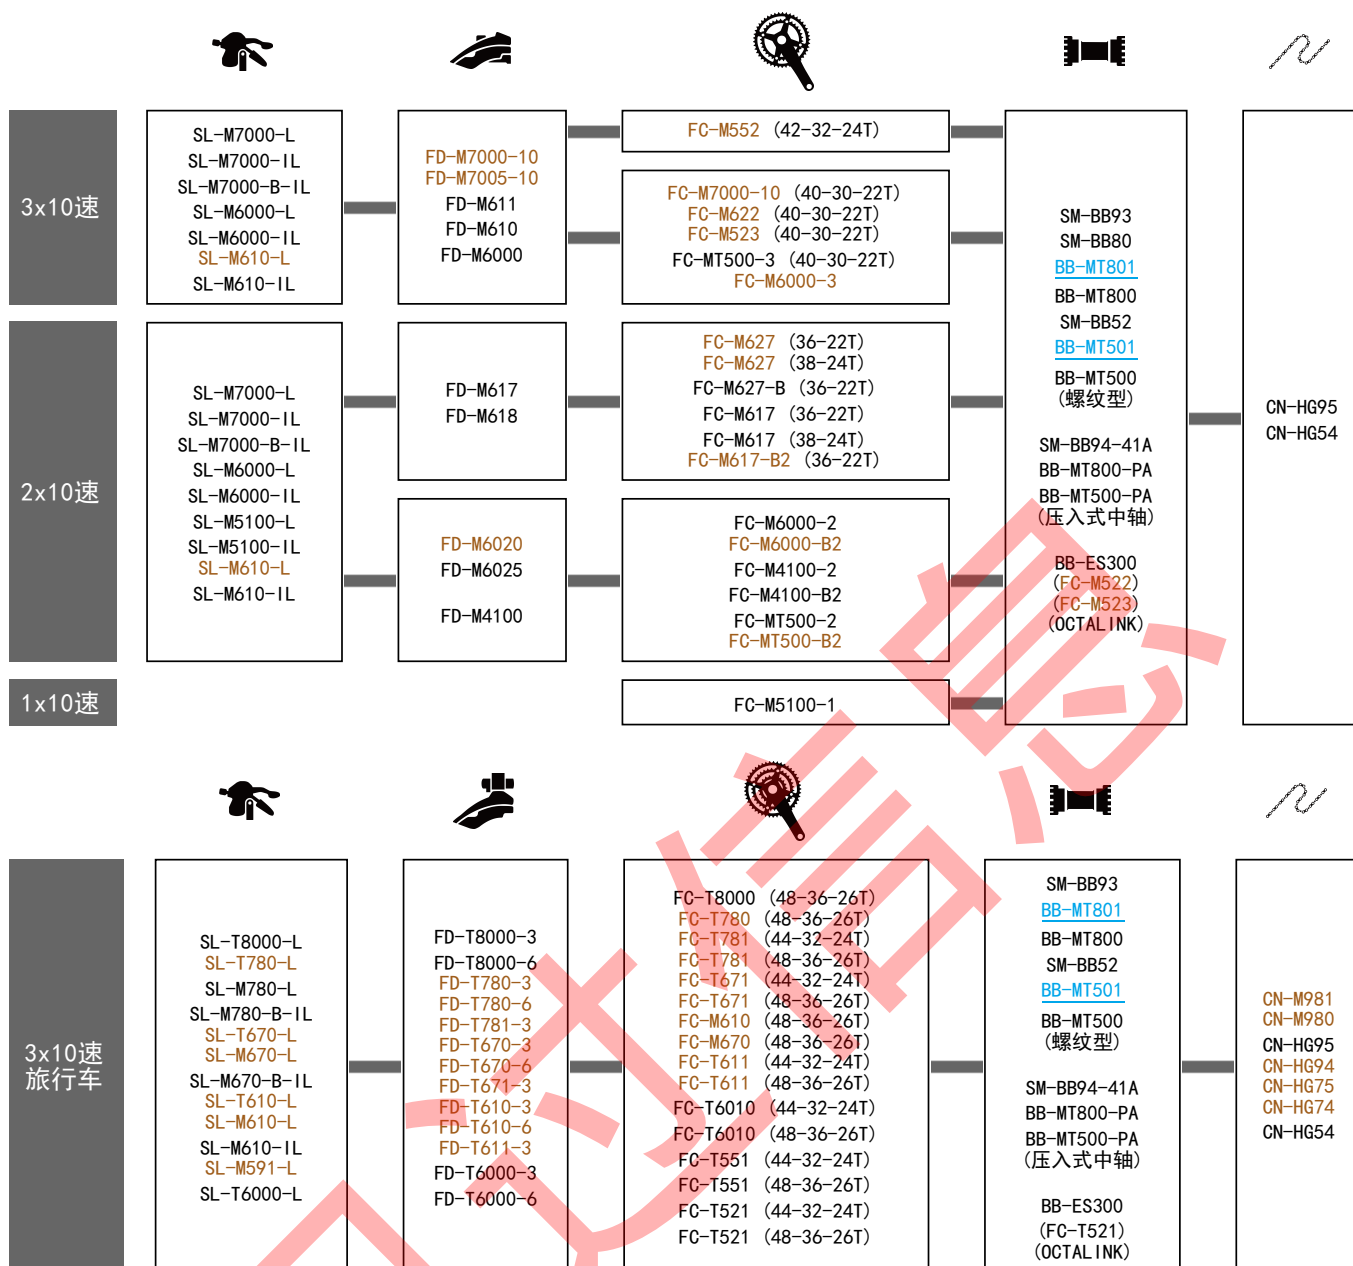 3x10速
SL-M7000-L
SL-M7000-IL
SL-M7000-B-IL
SL-M6000-L
SL-M6000-IL
SL-M610-L
SL-M610-IL
FD-M7000-10
FD-M7005-10
FD-M611
FD-M610
FD-M6000
FC-M552 (42-32-24T)
FC-M7000-10 (40-30-22T)
FC-M622 (40-30-22T)
FC-M523 (40-30-22T)
FC-MT500-3 (40-30-22T)
FC-M6000-3
2x10速
SL-M7000-L
SL-M7000-IL
SL-M7000-B-IL
SL-M6000-L
SL-M6000-IL
SL-M5100-L
SL-M5100-IL
SL-M610-L
SL-M610-IL
FD-M617
FD-M618
FC-M627 (36-22T)
FC-M627 (38-24T)
FC-M627-B (36-22T)
FC-M617 (36-22T)
FC-M617 (38-24T)
FC-M617-B2 (36-22T)
FD-M6020
FD-M6025
FD-M4100
FC-M6000-2
FC-M6000-B2
FC-M4100-2
FC-M4100-B2
FC-MT500-2
FC-MT500-B2
1x10速
FC-M5100-1
SM-BB93
SM-BB80
BB-MT801
BB-MT800
SM-BB52
BB-MT501
BB-MT500
(螺纹型)
SM-BB94-41A
BB-MT800-PA
BB-MT500-PA
(压入式中轴)
BB-ES300
(FC-M522)
(FC-M523)
(OCTALINK)
CN-HG95
CN-HG54
3x10速
旅行车
SL-T8000-L
SL-T780-L
SL-M780-L
SL-M780-B-IL
SL-T670-L
SL-M670-L
SL-M670-B-IL
SL-T610-L
SL-M610-L
SL-M610-IL
SL-M591-L
SL-T6000-L
FD-T8000-3
FD-T8000-6
FD-T780-3
FD-T780-6
FD-T781-3
FD-T670-3
FD-T670-6
FD-T671-3
FD-T610-3
FD-T610-6
FD-T611-3
FD-T6000-3
FD-T6000-6
FC-T8000 (48-36-26T)
FC-T780 (48-36-26T)
FC-T781 (44-32-24T)
FC-T781 (48-36-26T)
FC-T671 (44-32-24T)
FC-T671 (48-36-26T)
FC-M610 (48-36-26T)
FC-M670 (48-36-26T)
FC-T611 (44-32-24T)
FC-T611 (48-36-26T)
FC-T6010 (44-32-24T)
FC-T6010 (48-36-26T)
FC-T551 (44-32-24T)
FC-T551 (48-36-26T)
FC-T521 (44-32-24T)
FC-T521 (48-36-26T)
SM-BB93
BB-MT801
BB-MT800
SM-BB52
BB-MT501
BB-MT500
(螺纹型)
SM-BB94-41A
BB-MT800-PA
BB-MT500-PA
(压入式中轴)
BB-ES300
(FC-T521)
(OCTALINK)
CN-M981
CN-M980
CN-HG95
CN-HG94
CN-HG75
CN-HG74
CN-HG54
过信息